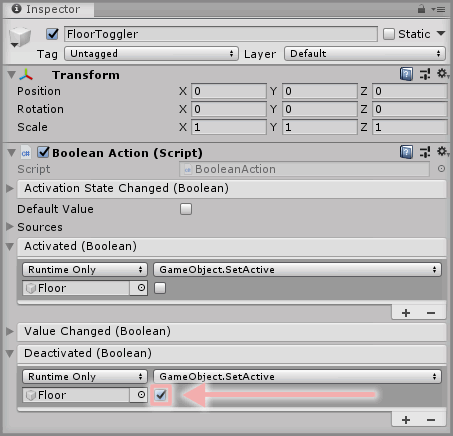 Inspector
FloorToggler Static
Tag Untagged Layer Default
Transform
Position X 0 Y 0 Z 0
Rotation X 0 Y 0 Z 0
Scale X 1 Y 1 Z 1
Boolean Action (Script)
Script BooleanAction
Activation State Changed (Boolean)
Default Value
Sources
Activated (Boolean)
Runtime Only GameObject.SetActive
Floor
+ −
Value Changed (Boolean)
Deactivated (Boolean)
Runtime Only GameObject.SetActive
Floor
+ −